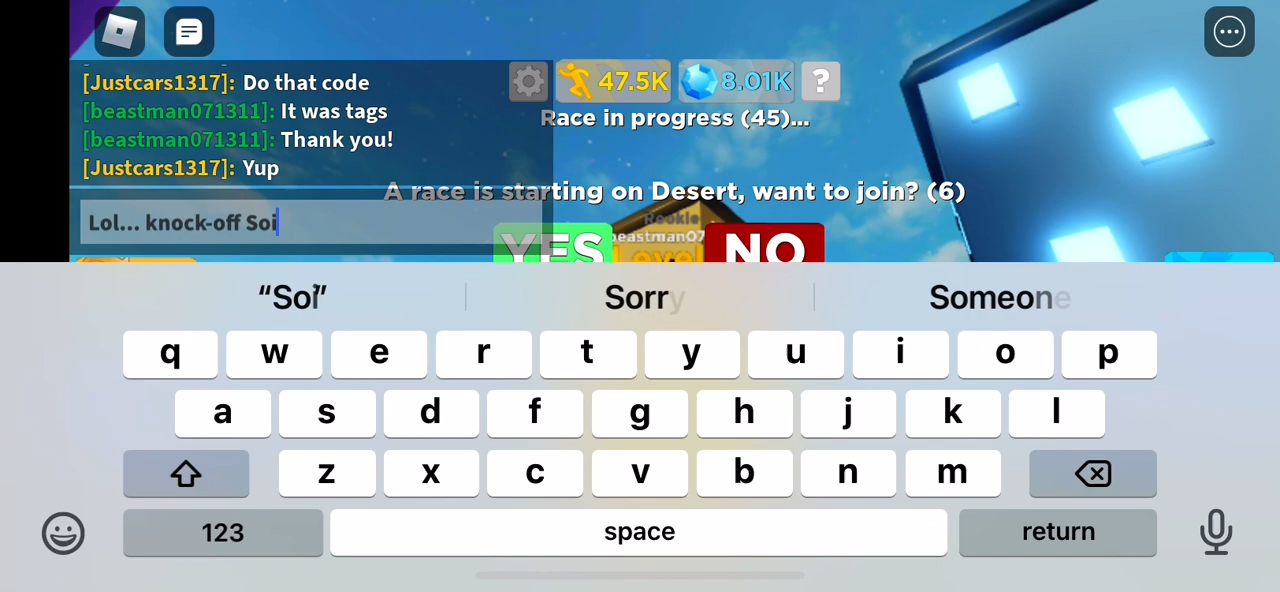 [Justcars1317]: Do that code
[beastman071311]: It was tags
[beastman071311]: Thank you!
[Justcars1317]: Yup
Lol... knock-off Soi
47.5K 8.01K ?
Race in progress (45)...
A race is starting on Desert, want to join? (6)
Rookie
beastman07
YES NO
“Soi” Sorry Someone
q w e r t y u i o p
a s d f g h j k l
z x c v b n m
123 space return